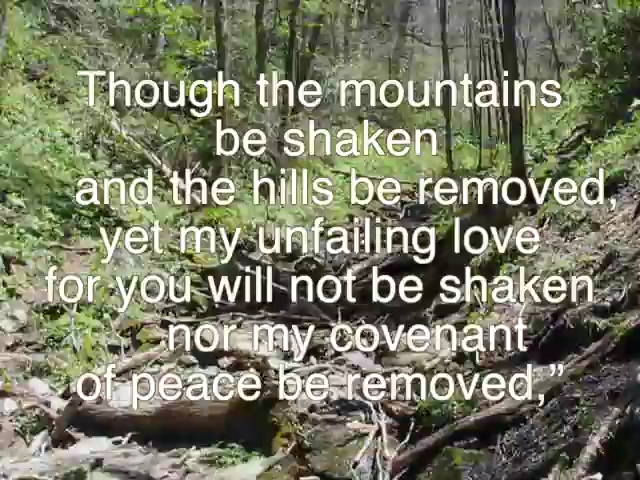 Though the mountains
be shaken
and the hills be removed,
yet my unfailing love
for you will not be shaken
nor my covenant
of peace be removed,”